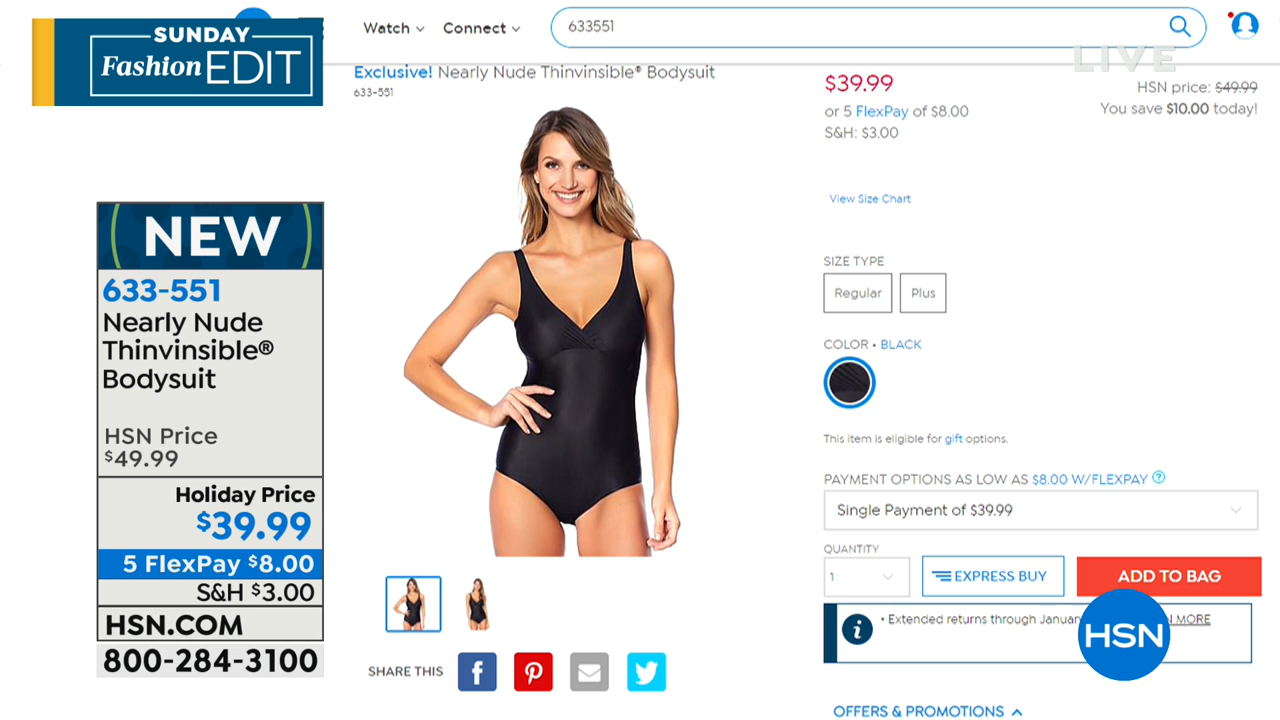 SUNDAY
Fashion EDIT
Watch
Connect
633551
LIVE
Exclusive! Nearly Nude Thinvinsible® Bodysuit
633-551
$39.99
or 5 FlexPay of $8.00
S&H: $3.00
HSN price: $49.99
You save $10.00 today!
View Size Chart
SIZE TYPE
Regular
Plus
COLOR • BLACK
This item is eligible for gift options.
PAYMENT OPTIONS AS LOW AS $8.00 W/FLEXPAY ?
Single Payment of $39.99
QUANTITY
1
EXPRESS BUY
ADD TO BAG
i
• Extended returns through
MORE
HSN
OFFERS & PROMOTIONS
SHARE THIS
NEW
633-551
Nearly Nude
Thinvinsible®
Bodysuit
HSN Price
$49.99
Holiday Price
$39.99
5 FlexPay $8.00
S&H $3.00
HSN.COM
800-284-3100